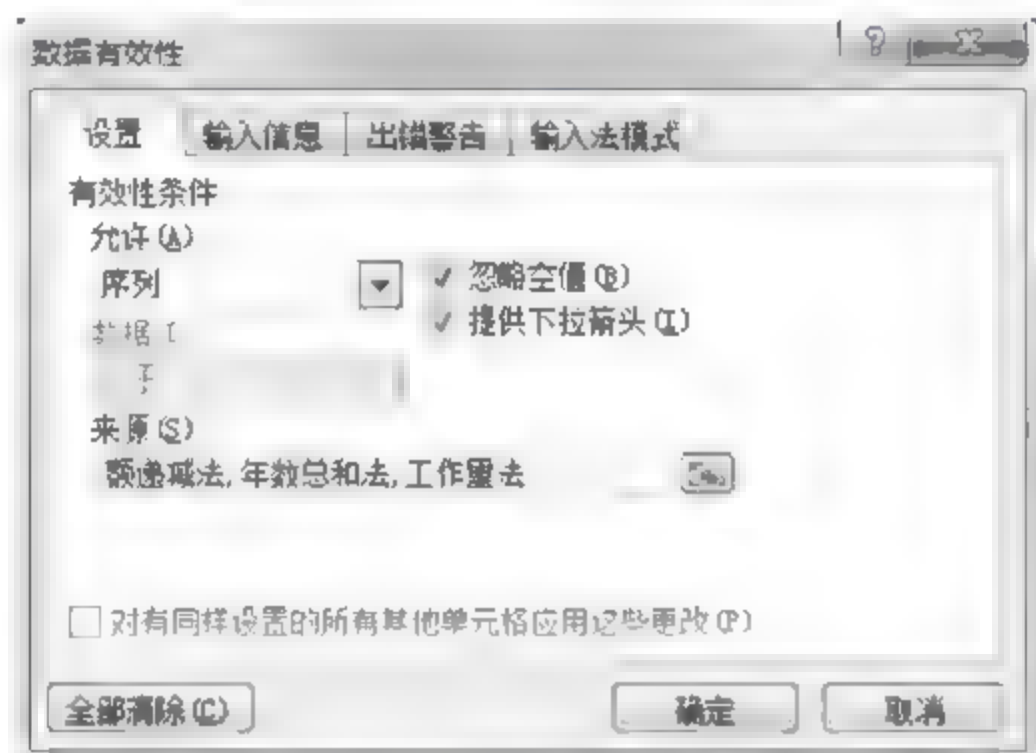 数据有效性
设置 输入信息 出错警告 输入法模式
有效性条件
允许(A)
序列 ✓ 忽略空值(B)
数据 ✓ 提供下拉箭头(I)
来源(S)
额递减法,年数总和法,工作量法
对有同样设置的所有其他单元格应用这些更改(P)
全部清除(C) 确定 取消